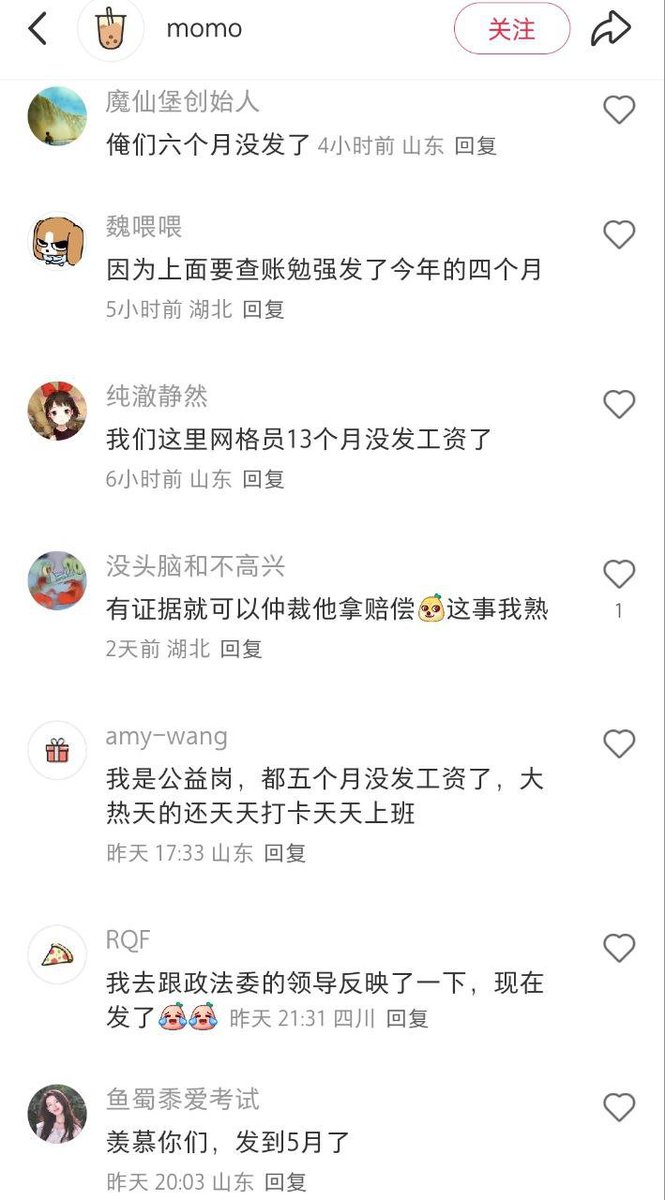 momo
关注
魔仙堡创始人
俺们六个月没发了 4小时前 山东 回复
魏喂喂
因为上面要查账勉强发了今年的四个月
5小时前 湖北 回复
纯澈静然
我们这里网格员13个月没发工资了
6小时前 山东 回复
没头脑和不高兴
有证据就可以仲裁他拿赔偿这事我熟
1
2天前 湖北 回复
amy-wang
我是公益岗，都五个月没发工资了，大
热天的还天天打卡天天上班
昨天 17:33 山东 回复
RQF
我去跟政法委的领导反映了一下，现在
发了 昨天 21:31 四川 回复
鱼蜀黍爱考试
羡慕你们，发到5月了
昨天 20:03 山东 回复